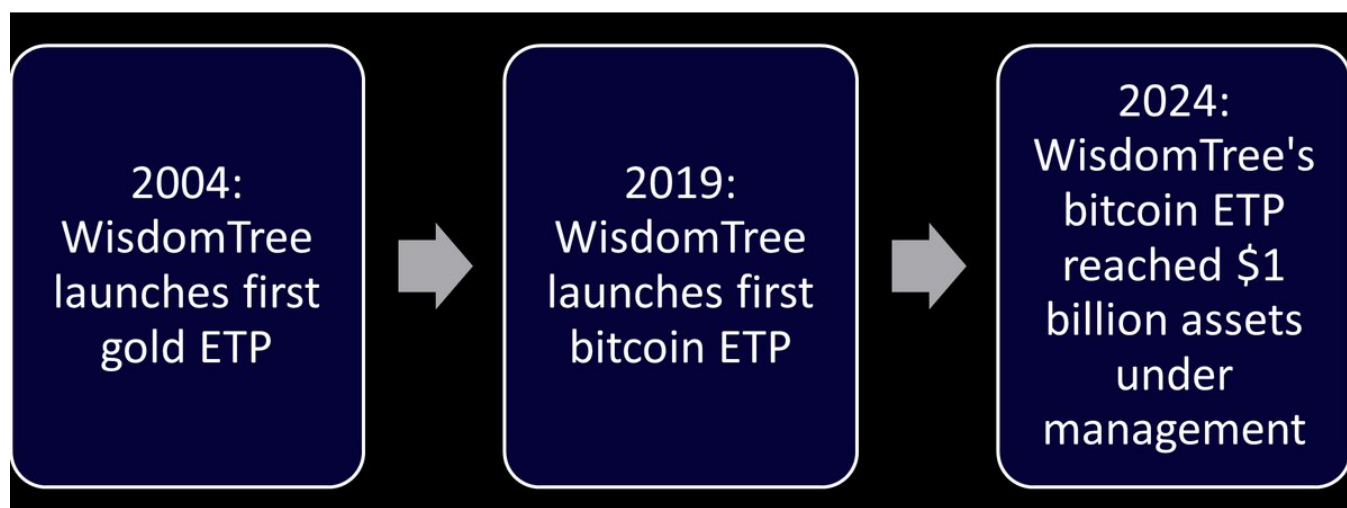 2004:
WisdomTree
launches first
gold ETP
2019:
WisdomTree
launches first
bitcoin ETP
2024:
WisdomTree's
bitcoin ETP
reached $1
billion assets
under
management